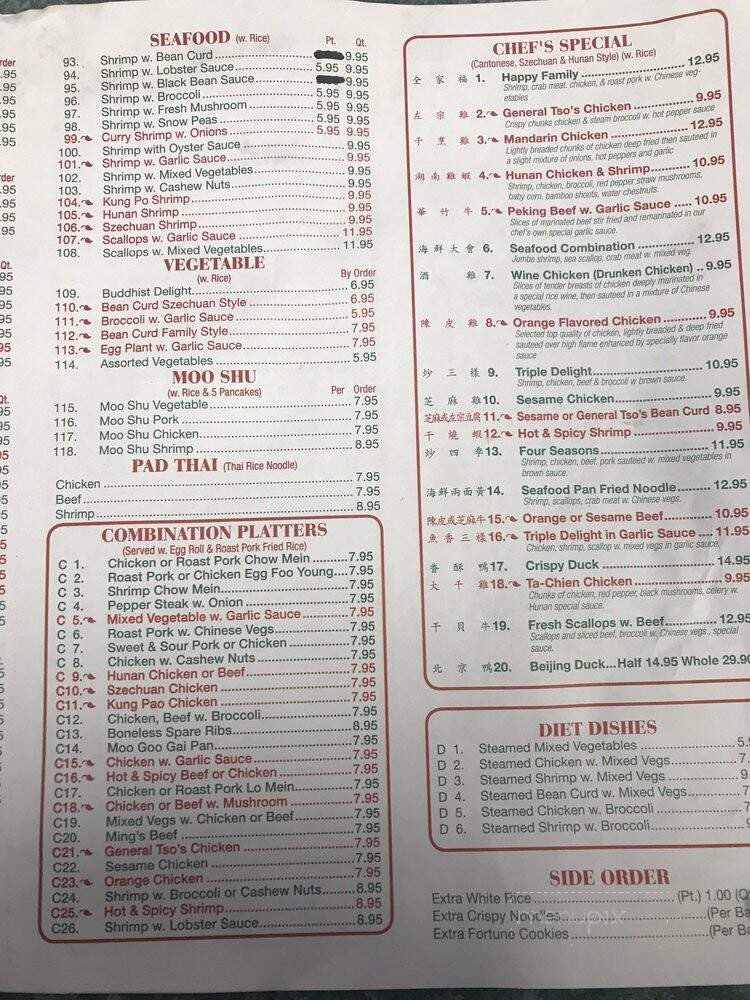 SEAFOOD (w. Rice) Pt. Qt.
93. Shrimp w. Bean Curd 9.95
94. Shrimp w. Lobster Sauce 5.95 9.95
95. Shrimp w. Black Bean Sauce 9.95
96. Shrimp w. Broccoli 5.95 9.95
97. Shrimp w. Fresh Mushroom 5.95 9.95
98. Shrimp w. Snow Peas 5.95 9.95
99. Curry Shrimp w. Onions 5.95 9.95
100. Shrimp with Oyster Sauce 9.95
101. Shrimp w. Garlic Sauce 9.95
102. Shrimp w. Mixed Vegetables 9.95
103. Shrimp w. Cashew Nuts 9.95
104. Kung Po Shrimp 9.95
105. Hunan Shrimp 9.95
106. Szechuan Shrimp 9.95
107. Scallops w. Garlic Sauce 11.95
108. Scallops w. Mixed Vegetables 11.95
VEGETABLE
(w. Rice) By Order
109. Buddhist Delight 6.95
110. Bean Curd Szechuan Style 6.95
111. Broccoli w. Garlic Sauce 5.95
112. Bean Curd Family Style 7.95
113. Egg Plant w. Garlic Sauce 7.95
114. Assorted Vegetables 5.95
MOO SHU
(w. Rice & 5 Pancakes) Per Order
115. Moo Shu Vegetable 7.95
116. Moo Shu Pork 7.95
117. Moo Shu Chicken 7.95
118. Moo Shu Shrimp 8.95
PAD THAI (Thai Rice Noodle)
Chicken 7.95
Beef 7.95
Shrimp 8.95
COMBINATION PLATTERS
(Served w. Egg Roll & Roast Pork Fried Rice)
C 1. Chicken or Roast Pork Chow Mein 7.95
C 2. Roast Pork or Chicken Egg Foo Young 7.95
C 3. Shrimp Chow Mein 7.95
C 4. Pepper Steak w. Onion 7.95
C 5. Mixed Vegetable w. Garlic Sauce 7.95
C 6. Roast Pork w. Chinese Vegs. 7.95
C 7. Sweet & Sour Pork or Chicken 7.95
C 8. Chicken w. Cashew Nuts 7.95
C 9. Hunan Chicken or Beef 7.95
C10. Szechuan Chicken 7.95
C11. Kung Pao Chicken 7.95
C12. Chicken, Beef w. Broccoli 7.95
C13. Boneless Spare Ribs 8.95
C14. Moo Goo Gai Pan 7.95
C15. Chicken w. Garlic Sauce 7.95
C16. Hot & Spicy Beef or Chicken 7.95
C17. Chicken or Roast Pork Lo Mein 7.95
C18. Chicken or Beef w. Mushroom 7.95
C19. Mixed Vegs w. Chicken or Beef 7.95
C20. Ming's Beef 7.95
C21. General Tso's Chicken 7.95
C22. Sesame Chicken 7.95
C23. Orange Chicken 7.95
C24. Shrimp w. Broccoli or Cashew Nuts 8.95
C25. Hot & Spicy Shrimp 8.95
C26. Shrimp w. Lobster Sauce 8.95
CHEF'S SPECIAL
(Cantonese, Szechuan & Hunan Style) (w. Rice)
全家福 1. Happy Family 12.95
Shrimp, crab meat. chicken, & roast pork w. Chinese veg-
etables
左宗雞 2. General Tso's Chicken 9.95
Crispy chunks chicken & steam broccoli w. hot pepper sauce
干烹雞 3. Mandarin Chicken 12.95
Lightly breaded chunks of chicken deep fried then sauteed in
a slight mixture of onions, hot peppers and garlic
湖南雞蝦 4. Hunan Chicken & Shrimp 10.95
Shrimp, chicken, broccoli, red pepper straw mushrooms,
baby corn. bamboo shoots, water chestnuts.
華竹牛 5. Peking Beef w. Garlic Sauce 10.95
Slices of marinated beef stir fried and remarinated in our
chef's own special garlic sauce.
海鮮大會 6. Seafood Combination 12.95
Jumbo shrimp, sea scallop, crab meat w. mixed veg.
酒雞 7. Wine Chicken (Drunken Chicken) 9.95
Slices of tender breasts of chicken deeply marinated in
a special rice wine, then sauteed in a mixture of Chinese
vegetables.
陳皮雞 8. Orange Flavored Chicken 9.95
Selected top quality of chicken, lightly breaded & deep fried
sauteed over high flame enhanced by specially flavor orange
sauce
炒三樣 9. Triple Delight 10.95
Shrimp, chicken, beef & broccoli w brown sauce.
芝麻雞 10. Sesame Chicken 9.95
芝麻或左宗豆腐 11. Sesame or General Tso's Bean Curd 8.95
干燒蝦 12. Hot & Spicy Shrimp 9.95
炒四季 13. Four Seasons 11.95
Shrimp, chicken, beef. pork sauteed w. mixed vegetables in
brown sauce.
海鮮兩面黃 14. Seafood Pan Fried Noodle 12.95
Shrimp, scallops, crab meat w. Chinese vegs.
陳皮或芝麻牛 15. Orange or Sesame Beef 10.95
魚香三樣 16. Triple Delight in Garlic Sauce 11.95
Chicken, shrimp, scallop w. mixed vegs in garlic sauce,
香酥鴨 17. Crispy Duck 14.95
大干雞 18. Ta-Chien Chicken 9.95
Chunks of chicken, red pepper, black mushrooms, celery w.
Hunan special sauce.
干貝牛 19. Fresh Scallops w. Beef 12.95
Scallops and sliced beef, broccoli w. Chinese vegs., special
sauce.
北京鴨 20. Beijing Duck...Half 14.95 Whole 29.90
DIET DISHES
D 1. Steamed Mixed Vegetables
D 2. Steamed Chicken w. Mixed Vegs
D 3. Steamed Shrimp w. Mixed Vegs
D 4. Steamed Bean Curd w. Mixed Vegs
D 5. Steamed Chicken w. Broccoli
D 6. Steamed Shrimp w. Broccoli
SIDE ORDER
Extra White Rice (Pt.) 1.00
Extra Crispy Noodles (Per Ba
Extra Fortune Cookies (Per Ba